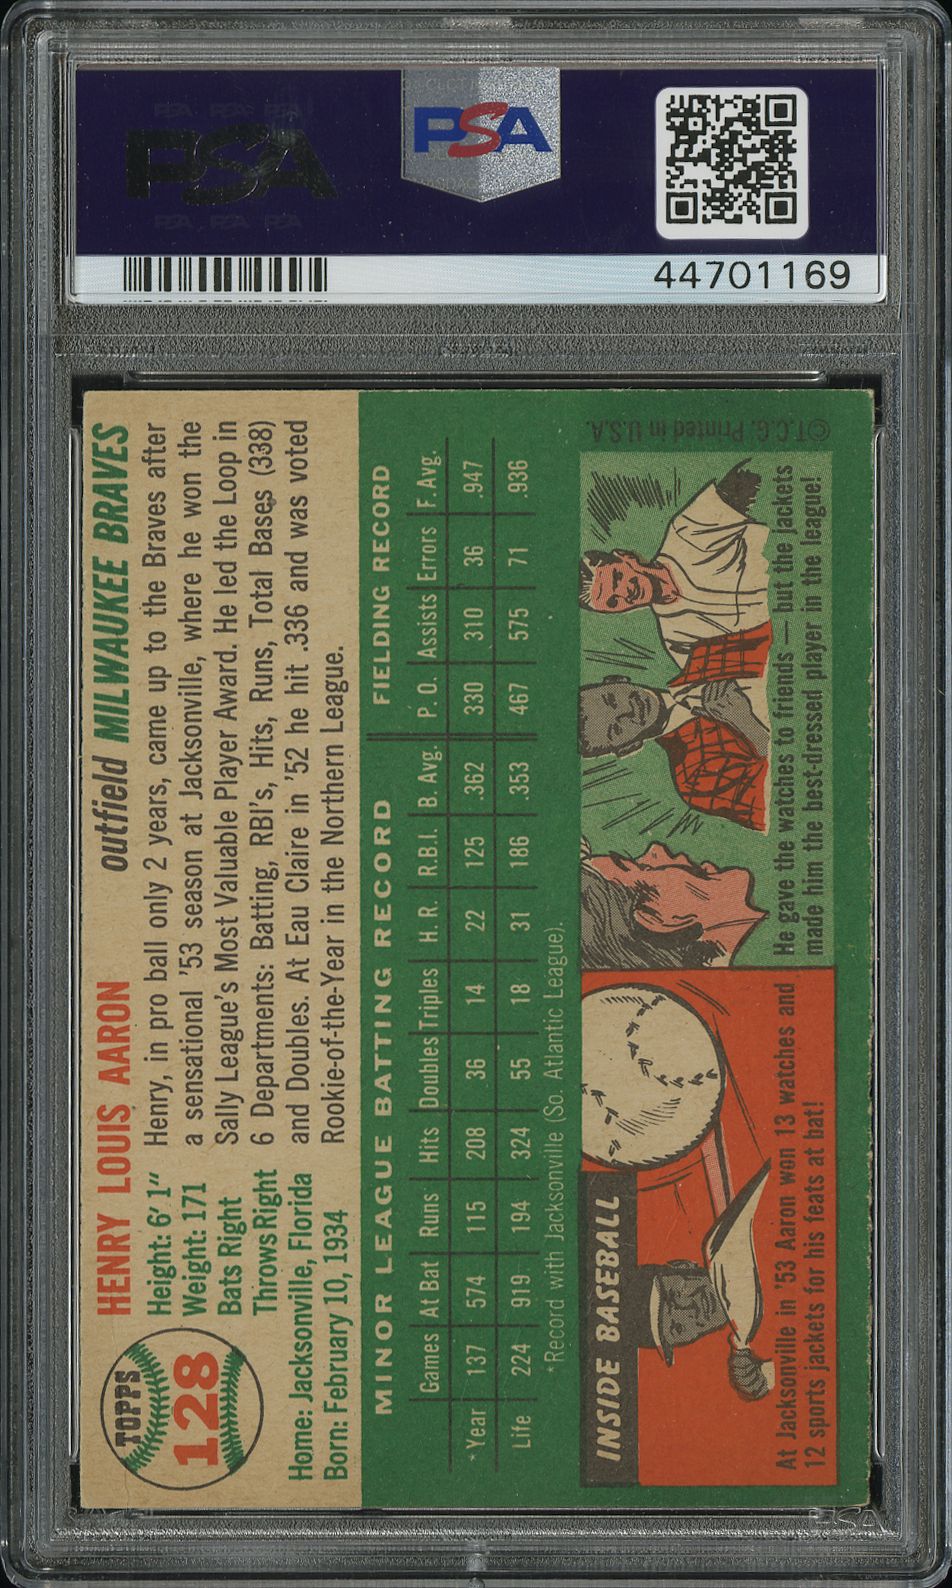 PSA PSA PSA
PSA
PSA PSA PSA
PSA
44701169
TOPPS
128
HENRY LOUIS AARON outfield MILWAUKEE BRAVES
Height: 6' 1"
Weight: 171
Bats Right
Throws Right
Home: Jacksonville, Florida
Born: February 10, 1934
Henry, in pro ball only 2 years, came up to the Braves after
a sensational '53 season at Jacksonville, where he won the
Sally League's Most Valuable Player Award. He led the Loop in
6 Departments: Batting, RBI's, Hits, Runs, Total Bases (338)
and Doubles. At Eau Claire in '52 he hit .336 and was voted
Rookie-of-the-Year in the Northern League.
MINOR LEAGUE BATTING RECORD FIELDING RECORD
Games At Bat Runs Hits Doubles Triples H. R. R.B.I. B. Avg. P. O. Assists Errors F. Avg.
*Year 137 574 115 208 36 14 22 125 .362 330 310 36 .947
Life 224 919 194 324 55 18 31 186 .353 467 575 71 .936
*Record with Jacksonville (So. Atlantic League).
INSIDE BASEBALL
At Jacksonville in '53 Aaron won 13 watches and
12 sports jackets for his feats at bat!
He gave the watches to friends — but the jackets
made him the best-dressed player in the league!
©T.C.G. Printed in U.S.A.
PSA